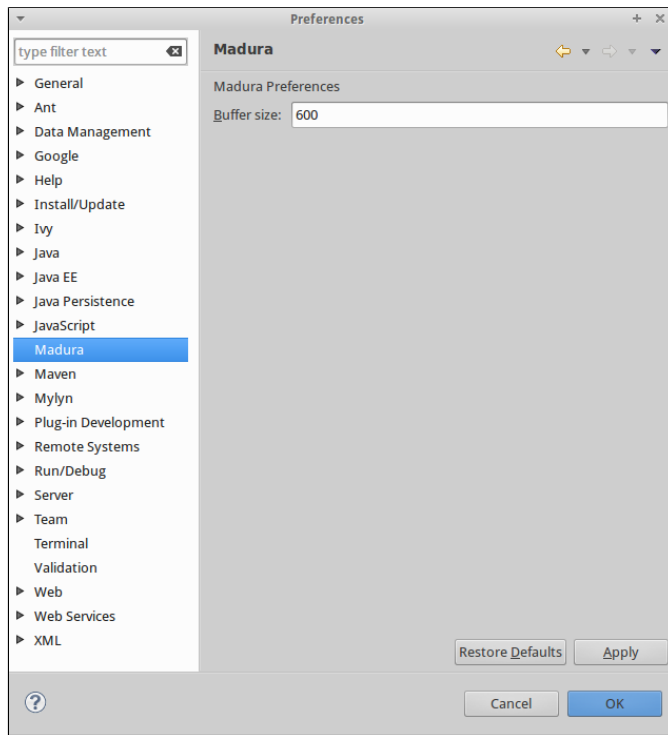 Preferences
type filter text
General
Ant
Data Management
Google
Help
Install/Update
Ivy
Java
Java EE
Java Persistence
JavaScript
Madura
Maven
Mylyn
Plug-in Development
Remote Systems
Run/Debug
Server
Team
Terminal
Validation
Web
Web Services
XML
Madura
Madura Preferences
Buffer size: 600
Restore Defaults Apply
? Cancel OK